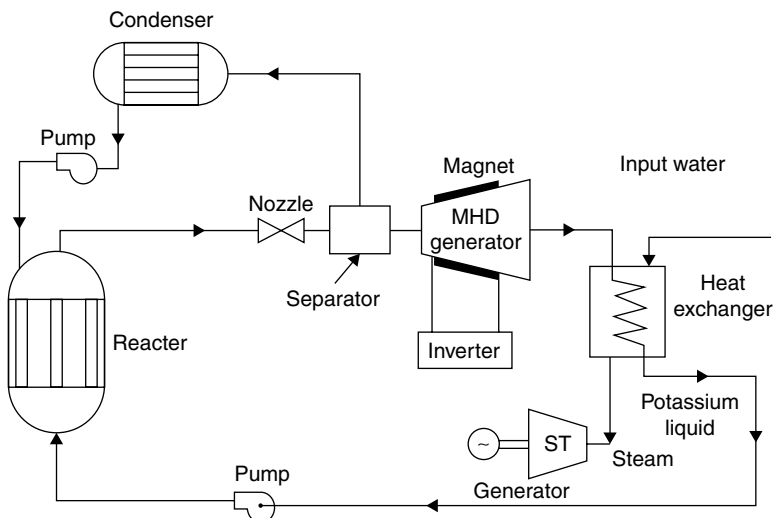 Condenser
Pump
Magnet
Input water
Nozzle
MHD
generator
Separator
Heat
exchanger
Reacter
Inverter
Potassium
liquid
~
ST
Steam
Generator
Pump